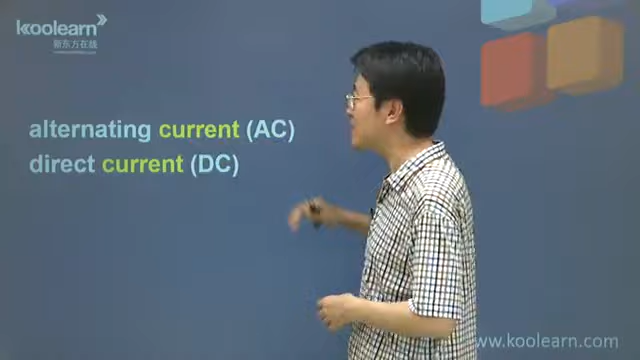 koolearn
新东方在线
alternating current (AC)
direct current (DC)
www.koolearn.com